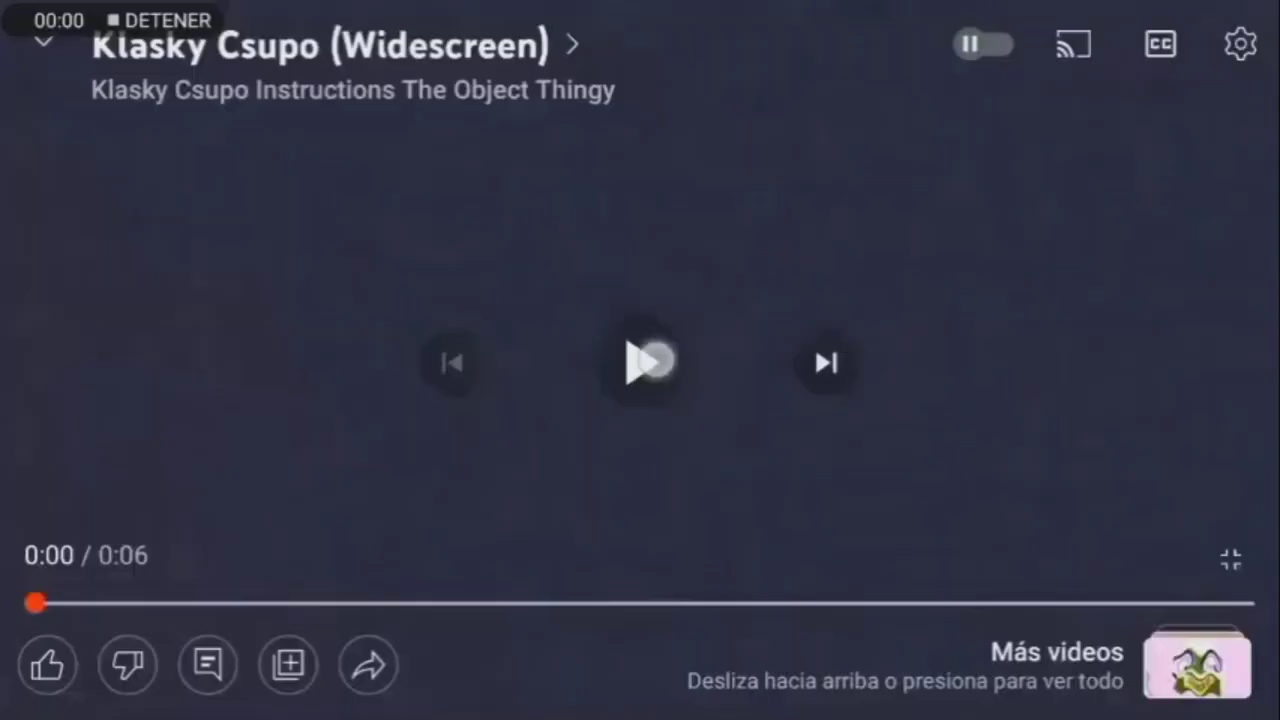 00:00 DETENER
Klasky Csupo (Widescreen)
Klasky Csupo Instructions The Object Thingy
CC
0:00 / 0:06
Más videos
Desliza hacia arriba o presiona para ver todo